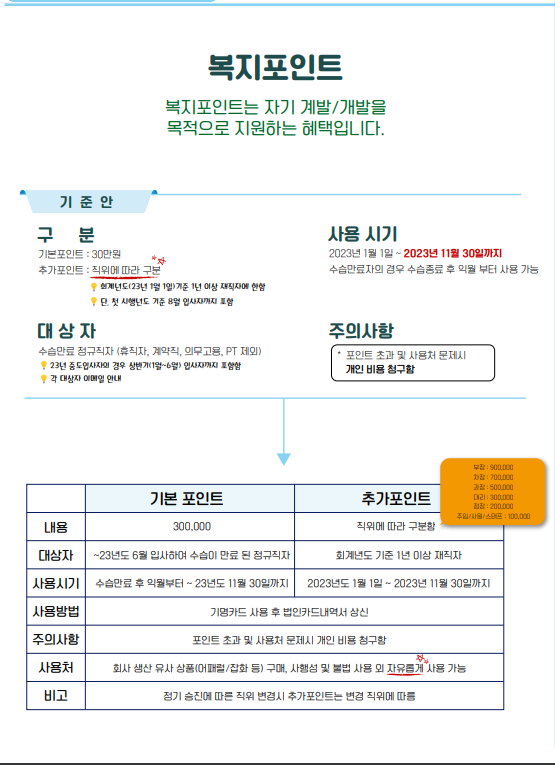 복지포인트
복지포인트는 자기 계발/개발을
목적으로 지원하는 혜택입니다.
기 준 안
구 분
기본포인트 : 30만원
추가포인트 : 직위에 따라 구분
회계년도(23년 1월 1일)기준 1년 이상 재직자에 한함
단, 첫 시행년도 기준 8월 입사자까지 포함
사용 시기
2023년 1월 1일 ~ 2023년 11월 30일까지
수습만료자의 경우 수습종료 후 익월 부터 사용 가능
대 상 자
수습만료 정규직자 (휴직자, 계약직, 의무고용, PT 제외)
23년 중도입사자의 경우 상반기(1월~6월) 입사자까지 포함함
각 대상자 이메일 안내
주의사항
* 포인트 초과 및 사용처 문제시
개인 비용 청구함
부장 : 900,000
차장 : 700,000
과장 : 500,000
대리 : 300,000
점장 : 200,000
주임/사원/스태프 : 100,000
기본 포인트 추가포인트
내용 300,000 직위에 따라 구분함
대상자 ~23년도 6월 입사하며 수습이 만료 된 정규직자 회계년도 기준 1년 이상 재직자
사용시기 수습만료 후 익월부터 ~ 23년도 11월 30일까지 2023년도 1월 1일 ~ 2023년 11월 30일까지
사용방법 기명카드 사용 후 법인카드내역서 상신
주의사항 포인트 초과 및 사용처 문제시 개인 비용 청구함
사용처 회사 생산 유사 상품(어패럴/잡화 등) 구매, 사행성 및 불법 사용 외 자유롭게 사용 가능
비고 정기 승진에 따른 직위 변경시 추가포인트는 변경 직위에 따름